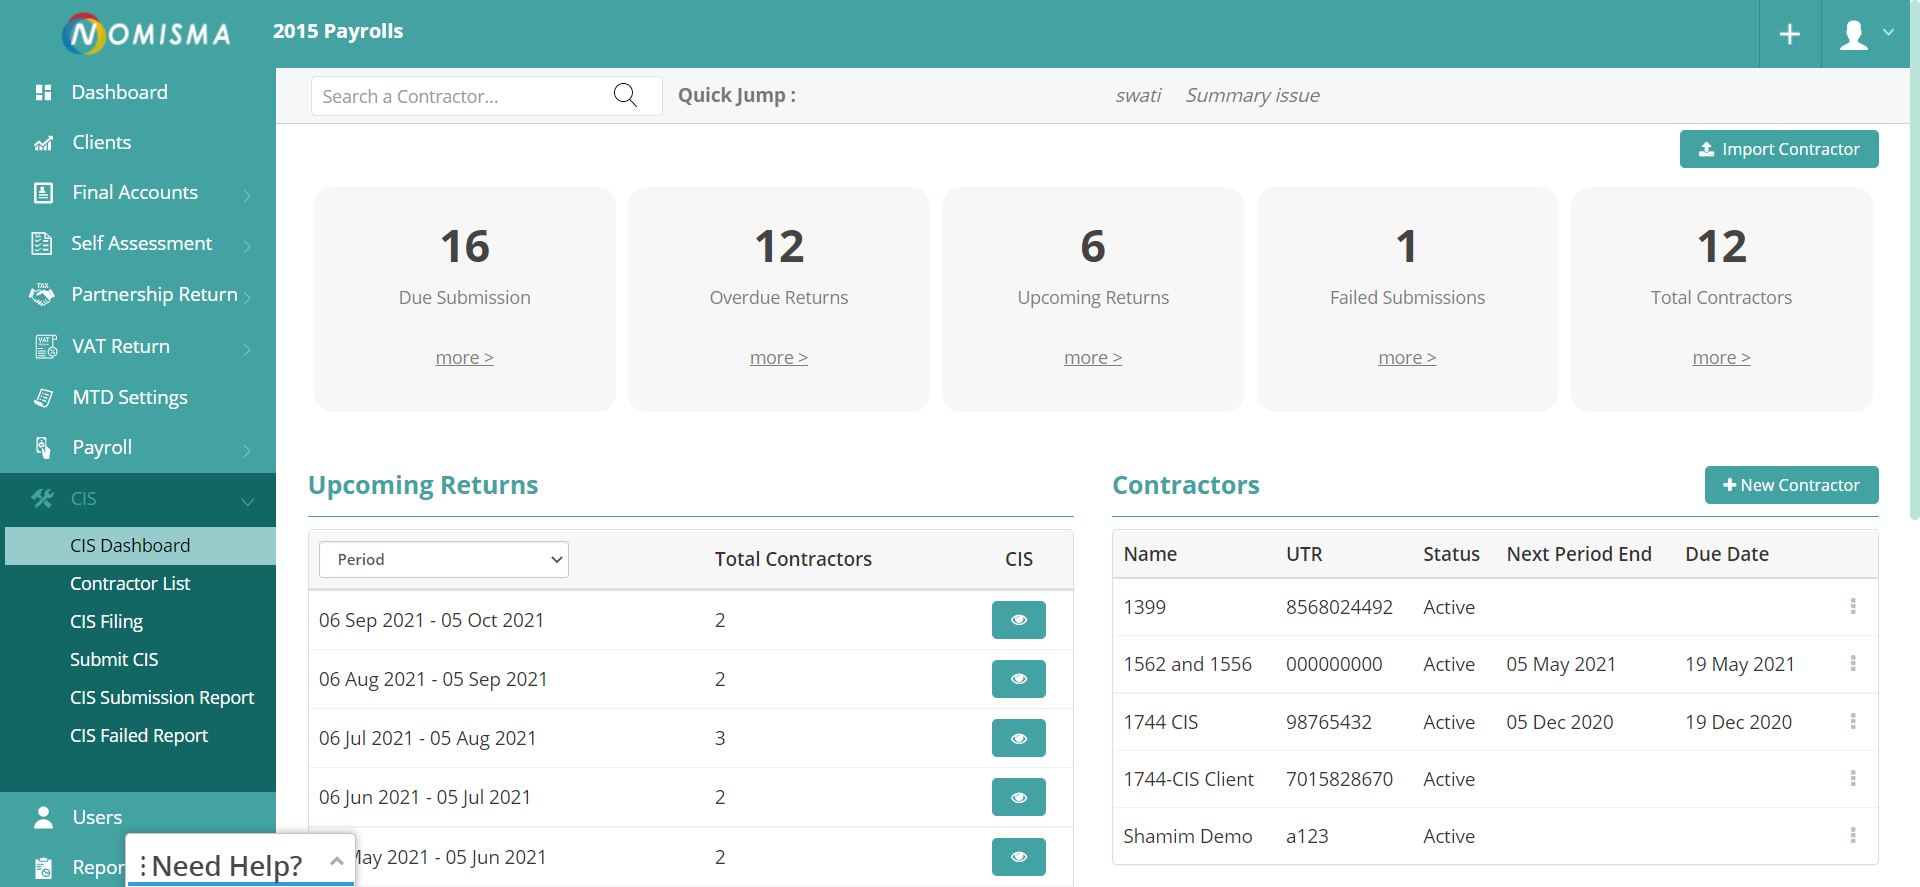 NOMISMA
2015 Payrolls
Dashboard
Clients
Final Accounts
Self Assessment
Partnership Return
VAT Return
MTD Settings
Payroll
CIS
CIS Dashboard
Contractor List
CIS Filing
Submit CIS
CIS Submission Report
CIS Failed Report
Users
Repor
Need Help?
Search a Contractor...
Quick Jump :
swati
Summary issue
Import Contractor
16
Due Submission
more >
12
Overdue Returns
more >
6
Upcoming Returns
more >
1
Failed Submissions
more >
12
Total Contractors
more >
Upcoming Returns
Period Total Contractors CIS
06 Sep 2021 - 05 Oct 2021 2
06 Aug 2021 - 05 Sep 2021 2
06 Jul 2021 - 05 Aug 2021 3
06 Jun 2021 - 05 Jul 2021 2
May 2021 - 05 Jun 2021 2
Contractors
New Contractor
Name UTR Status Next Period End Due Date
1399 8568024492 Active
1562 and 1556 000000000 Active 05 May 2021 19 May 2021
1744 CIS 98765432 Active 05 Dec 2020 19 Dec 2020
1744-CIS Client 7015828670 Active
Shamim Demo a123 Active